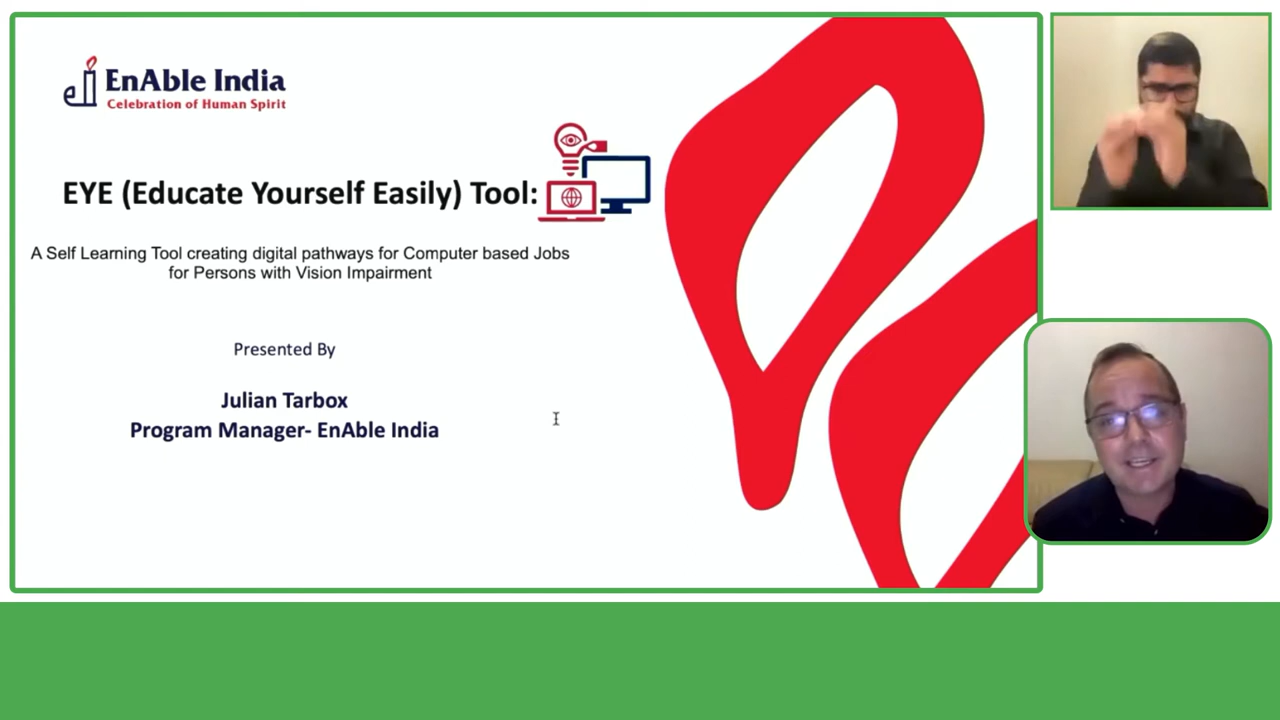 EnAble India
Celebration of Human Spirit
EYE (Educate Yourself Easily) Tool:
A Self Learning Tool creating digital pathways for Computer based Jobs
for Persons with Vision Impairment
Presented By
Julian Tarbox
Program Manager- EnAble India